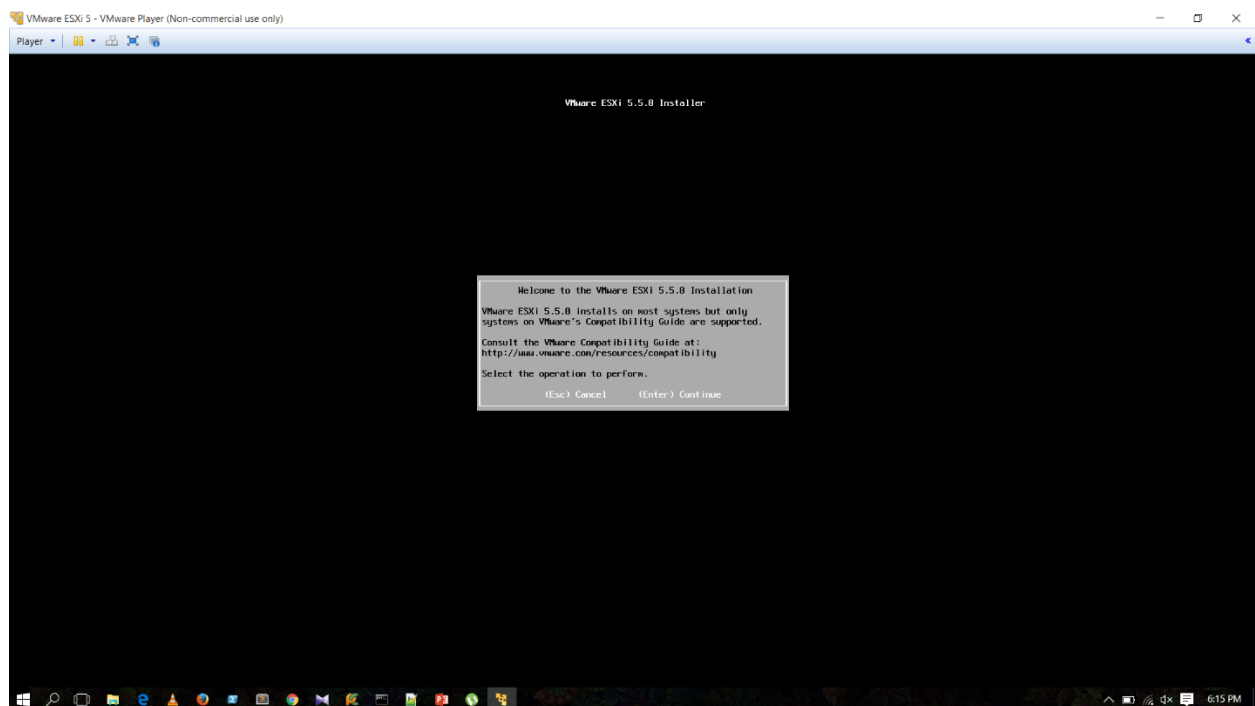 VMware ESXi 5 - VMware Player (Non-commercial use only)
Player
VMware ESXi 5.5.0 Installer
Welcome to the VMware ESXi 5.5.0 Installation
VMware ESXi 5.5.0 installs on most systems but only
systems on VMware's Compatibility Guide are supported.
Consult the VMware Compatibility Guide at:
http://www.vmware.com/resources/compatibility
Select the operation to perform.
(Esc) Cancel (Enter) Continue
6:15 PM